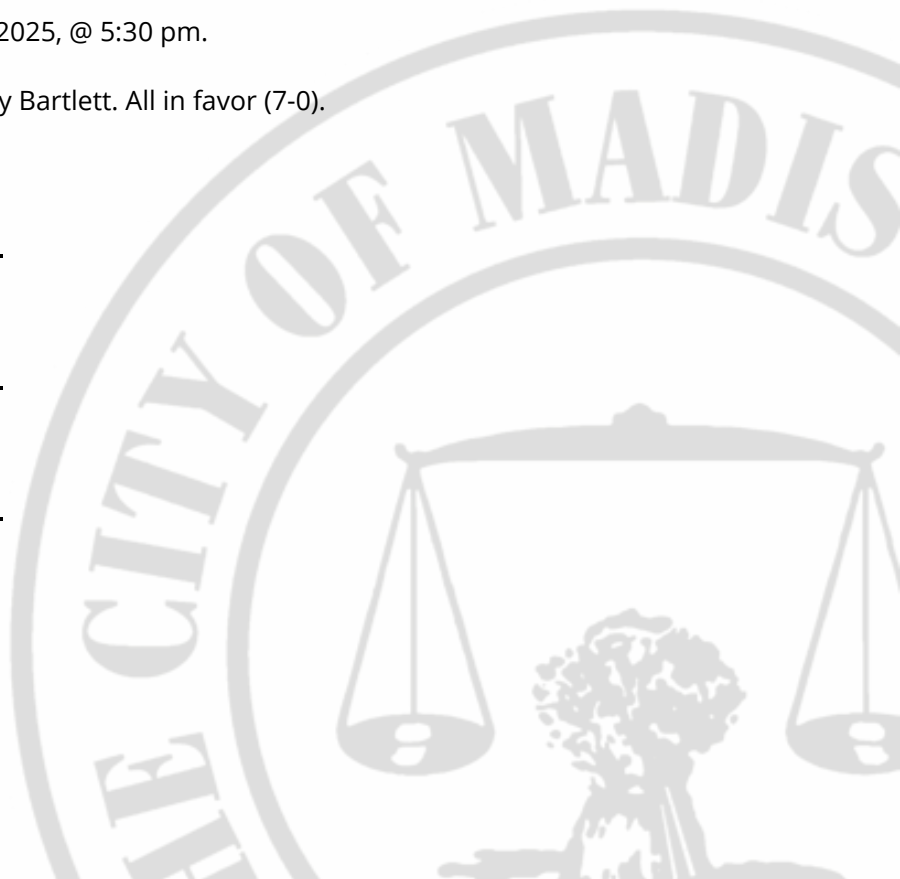 2025, @ 5:30 pm.
y Bartlett. All in favor (7-0).
CITY OF MADIS